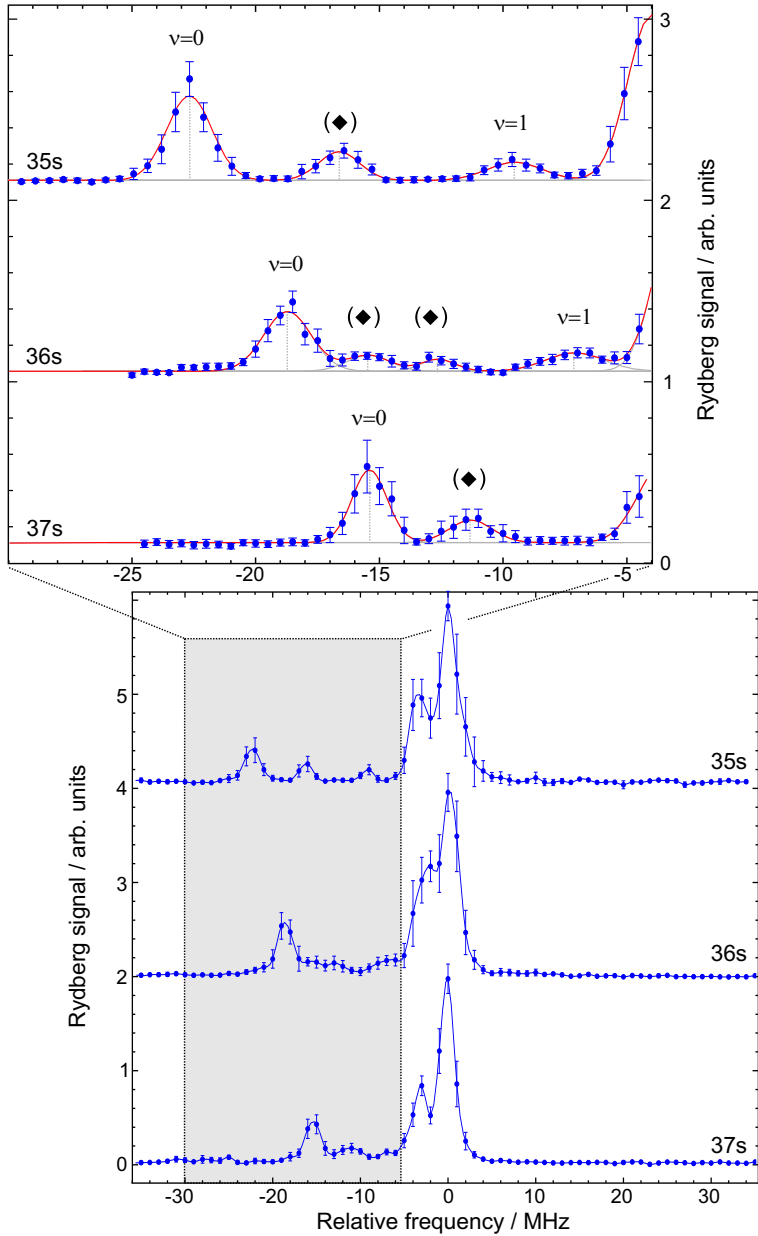 3
ν=0
(◆)
ν=1
35s
2
ν=0
(◆)
(◆)
ν=1
36s
1
ν=0
(◆)
37s
0
-25 -20 -15 -10 -5
Rydberg signal / arb. units
5
35s
4
3
36s
2
1
37s
0
-30 -20 -10 0 10 20 30
Rydberg signal / arb. units
Relative frequency / MHz